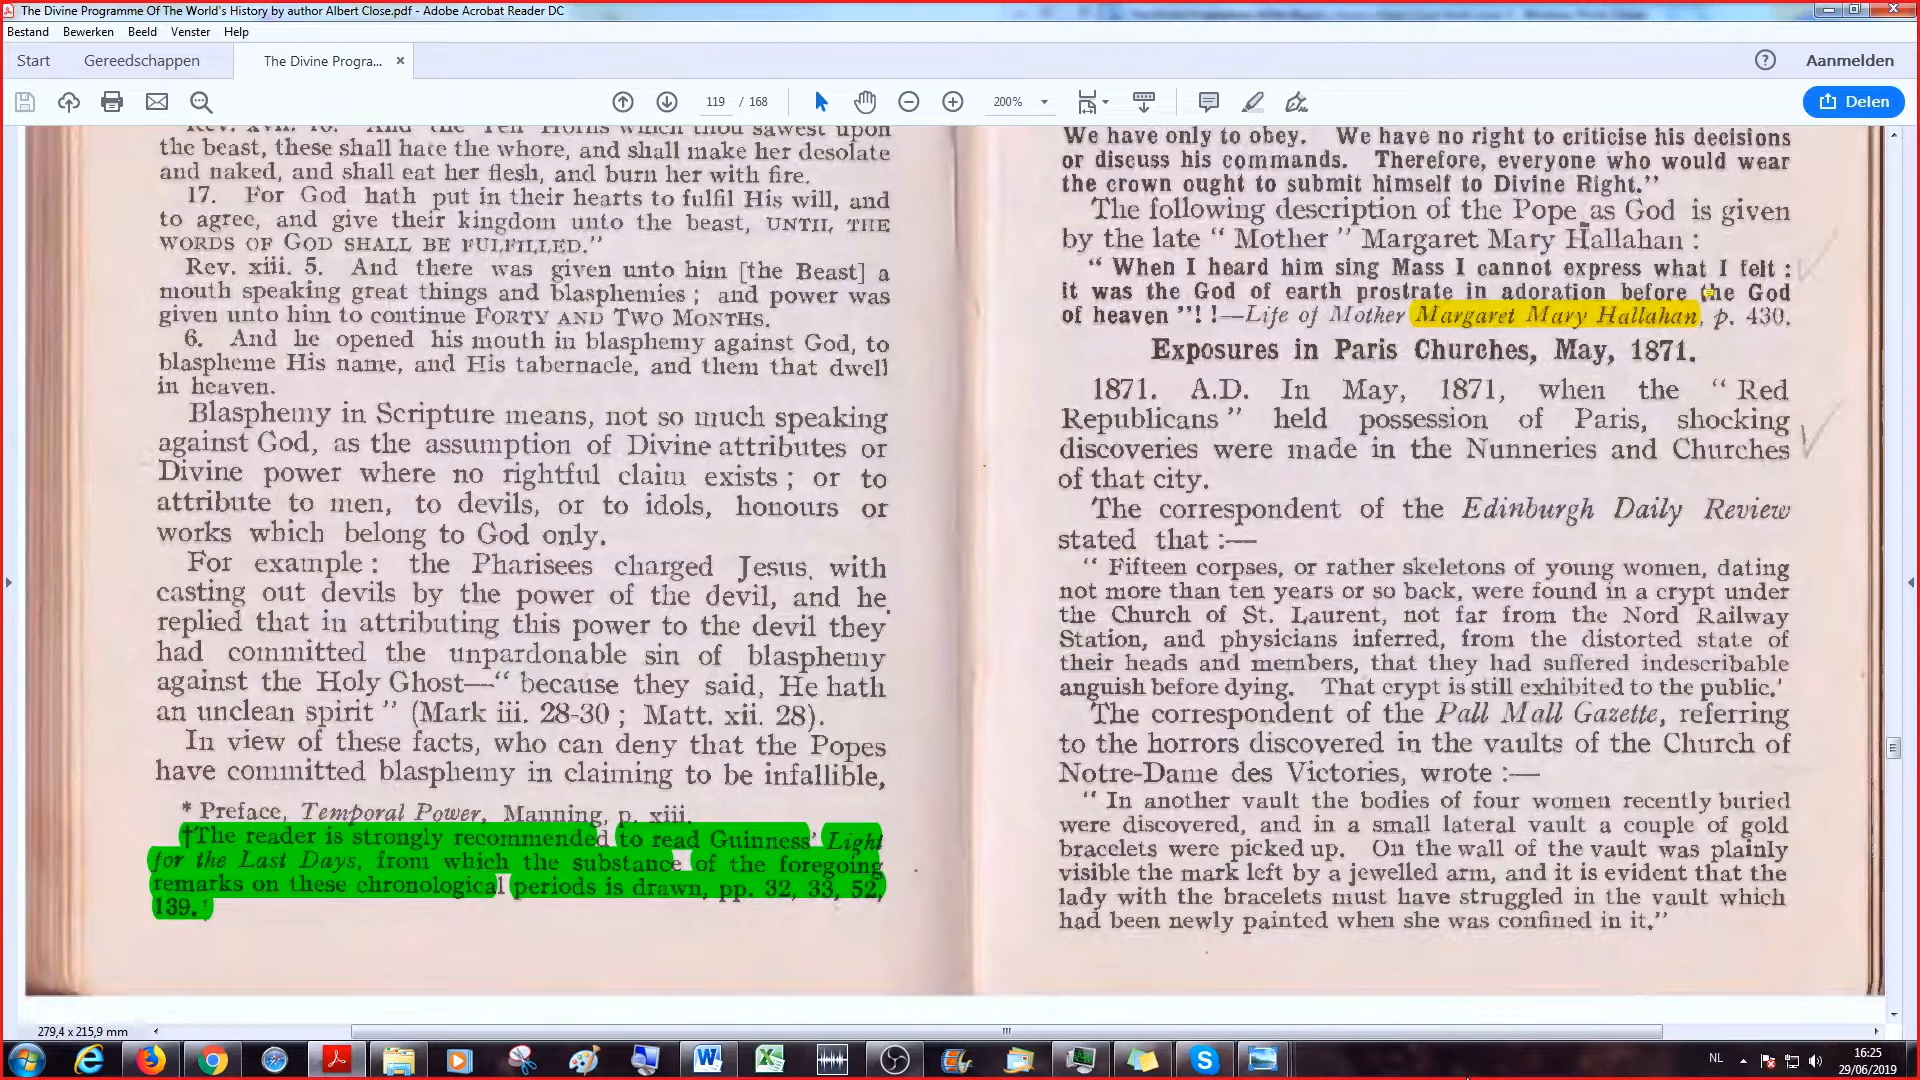 The Divine Programme Of The World's History by author Albert Close.pdf - Adobe Acrobat Reader DC
Bestand Bewerken Beeld Venster Help
Start Gereedschappen The Divine Progra... × Aanmelden
119 / 168 200% Delen
Rev. xvii. 16. And the Ten Horns which thou sawest upon
the beast, these shall hate the whore, and shall make her desolate
and naked, and shall eat her flesh, and burn her with fire.
17. For God hath put in their hearts to fulfil His will, and
to agree, and give their kingdom unto the beast, UNTIL THE
WORDS OF GOD SHALL BE FULFILLED."
Rev. xiii. 5. And there was given unto him [the Beast] a
mouth speaking great things and blasphemies ; and power was
given unto him to continue FORTY AND TWO MONTHS.
6. And he opened his mouth in blasphemy against God, to
blaspheme His name, and His tabernacle, and them that dwell
in heaven.
Blasphemy in Scripture means, not so much speaking
against God, as the assumption of Divine attributes or
Divine power where no rightful claim exists ; or to
attribute to men, to devils, or to idols, honours or
works which belong to God only.
For example : the Pharisees charged Jesus with
casting out devils by the power of the devil, and he
replied that in attributing this power to the devil they
had committed the unpardonable sin of blasphemy
against the Holy Ghost—"because they said, He hath
an unclean spirit" (Mark iii. 28-30 ; Matt. xii. 28).
In view of these facts, who can deny that the Popes
have committed blasphemy in claiming to be infallible,
* Preface, Temporal Power, Manning, p. xiii.
†The reader is strongly recommended to read Guinness' Light
for the Last Days, from which the substance of the foregoing
remarks on these chronological periods is drawn, pp. 32, 33, 52,
139.
We have only to obey. We have no right to criticise his decisions
or discuss his commands. Therefore, everyone who would wear
the crown ought to submit himself to Divine Right."
The following description of the Pope as God is given
by the late "Mother" Margaret Mary Hallahan :
"When I heard him sing Mass I cannot express what I felt :
it was the God of earth prostrate in adoration before the God
of heaven"! !—Life of Mother Margaret Mary Hallahan, p. 430.
Exposures in Paris Churches, May, 1871.
1871. A.D. In May, 1871, when the "Red
Republicans" held possession of Paris, shocking
discoveries were made in the Nunneries and Churches
of that city.
The correspondent of the Edinburgh Daily Review
stated that :—
"Fifteen corpses, or rather skeletons of young women, dating
not more than ten years or so back, were found in a crypt under
the Church of St. Laurent, not far from the Nord Railway
Station, and physicians inferred, from the distorted state of
their heads and members, that they had suffered indescribable
anguish before dying. That crypt is still exhibited to the public.'
The correspondent of the Pall Mall Gazette, referring
to the horrors discovered in the vaults of the Church of
Notre-Dame des Victories, wrote :—
"In another vault the bodies of four women recently buried
were discovered, and in a small lateral vault a couple of gold
bracelets were picked up. On the wall of the vault was plainly
visible the mark left by a jewelled arm, and it is evident that the
lady with the bracelets must have struggled in the vault which
had been newly painted when she was confined in it."
279,4 x 215,9 mm
NL
16:25
29/06/2019